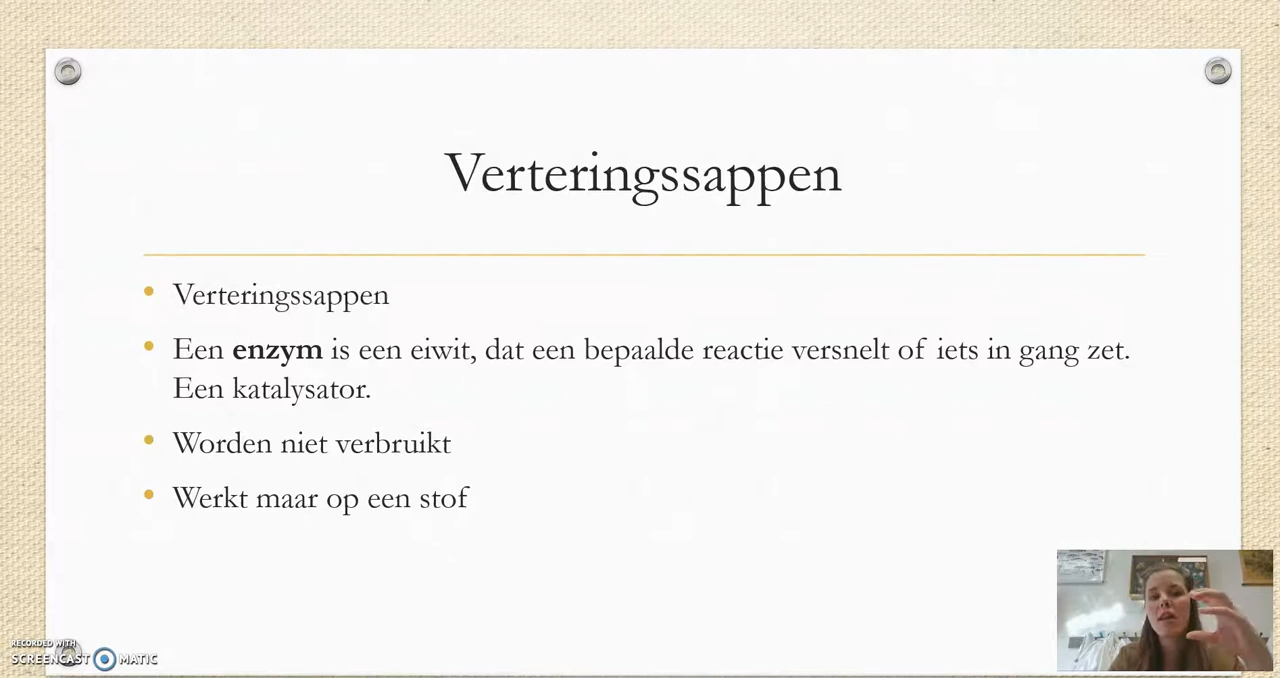 Verteringssappen
Verteringssappen
Een enzym is een eiwit, dat een bepaalde reactie versnelt of iets in gang zet.
Een katalysator.
Worden niet verbruikt
Werkt maar op een stof
RECORDED WITH
SCREENCAST MATIC